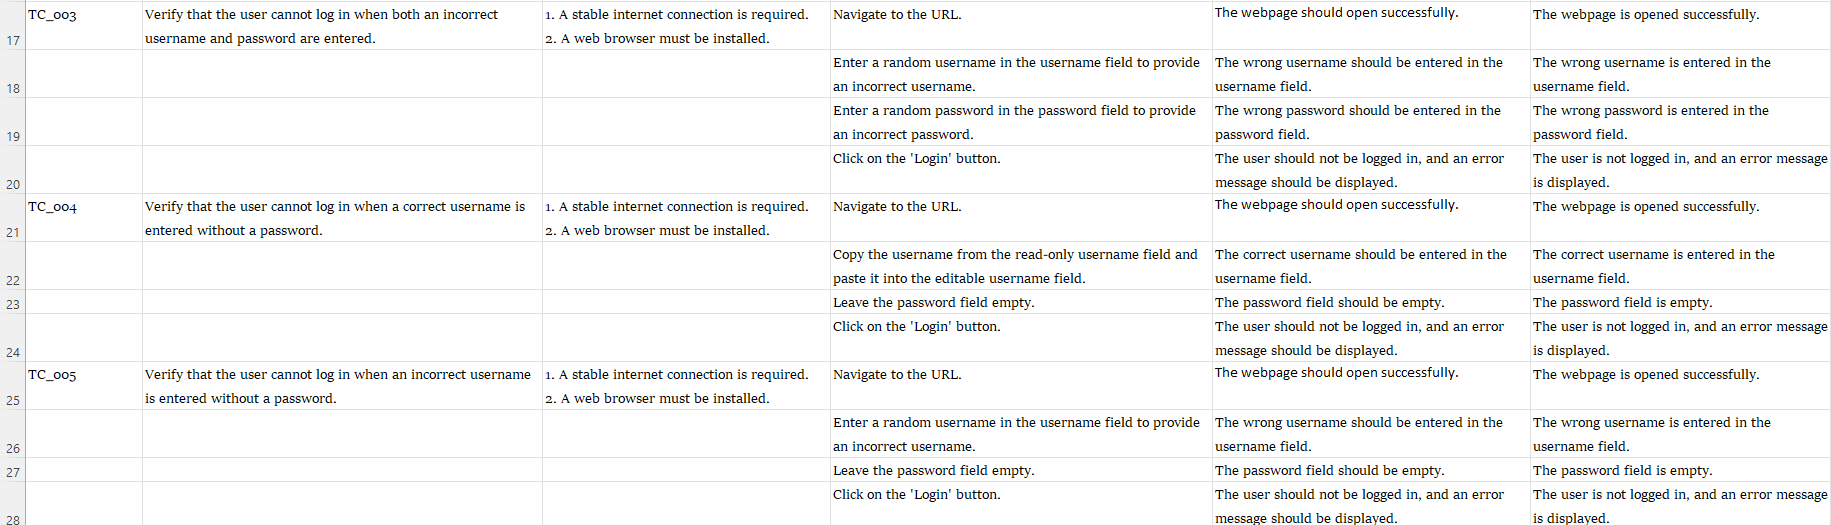 17 TC_003 Verify that the user cannot log in when both an incorrect 1. A stable internet connection is required. Navigate to the URL. The webpage should open successfully. The webpage is opened successfully.
username and password are entered. 2. A web browser must be installed.
18 Enter a random username in the username field to provide The wrong username should be entered in the The wrong username is entered in the
an incorrect username. username field. username field.
19 Enter a random password in the password field to provide The wrong password should be entered in the The wrong password is entered in the
an incorrect password. password field. password field.
20 Click on the 'Login' button. The user should not be logged in, and an error The user is not logged in, and an error message
message should be displayed. is displayed.
21 TC_004 Verify that the user cannot log in when a correct username is 1. A stable internet connection is required. Navigate to the URL. The webpage should open successfully. The webpage is opened successfully.
entered without a password. 2. A web browser must be installed.
22 Copy the username from the read-only username field and The correct username should be entered in the The correct username is entered in the
paste it into the editable username field. username field. username field.
23 Leave the password field empty. The password field should be empty. The password field is empty.
24 Click on the 'Login' button. The user should not be logged in, and an error The user is not logged in, and an error message
message should be displayed. is displayed.
25 TC_005 Verify that the user cannot log in when an incorrect username 1. A stable internet connection is required. Navigate to the URL. The webpage should open successfully. The webpage is opened successfully.
is entered without a password. 2. A web browser must be installed.
26 Enter a random username in the username field to provide The wrong username should be entered in the The wrong username is entered in the
an incorrect username. username field. username field.
27 Leave the password field empty. The password field should be empty. The password field is empty.
28 Click on the 'Login' button. The user should not be logged in, and an error The user is not logged in, and an error message
message should be displayed. is displayed.